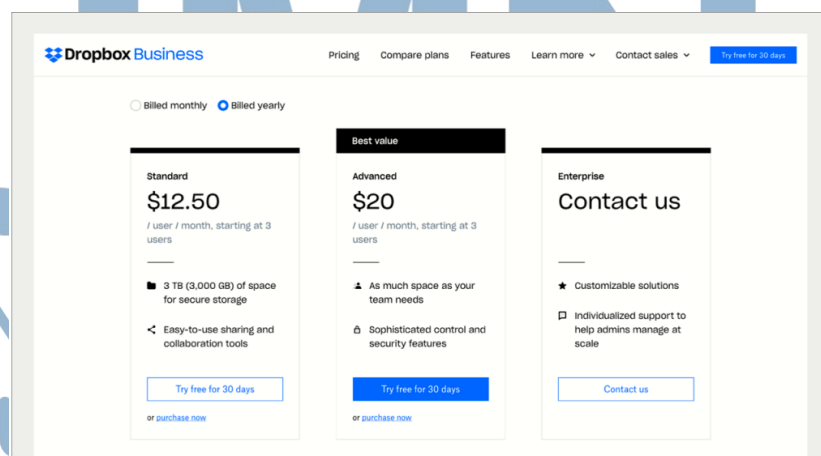 Dropbox Business
Pricing
Compare plans
Features
Learn more
Contact sales
Try free for 30 days
Billed monthly
Billed yearly
Standard
$12.50
/ user / month, starting at 3
users
3 TB (3,000 GB) of space
for secure storage
Easy-to-use sharing and
collaboration tools
Try free for 30 days
or purchase now
Best value
Advanced
$20
/ user / month, starting at 3
users
As much space as your
team needs
Sophisticated control and
security features
Try free for 30 days
or purchase now
Enterprise
Contact us
Customizable solutions
Individualized support to
help admins manage at
scale
Contact us